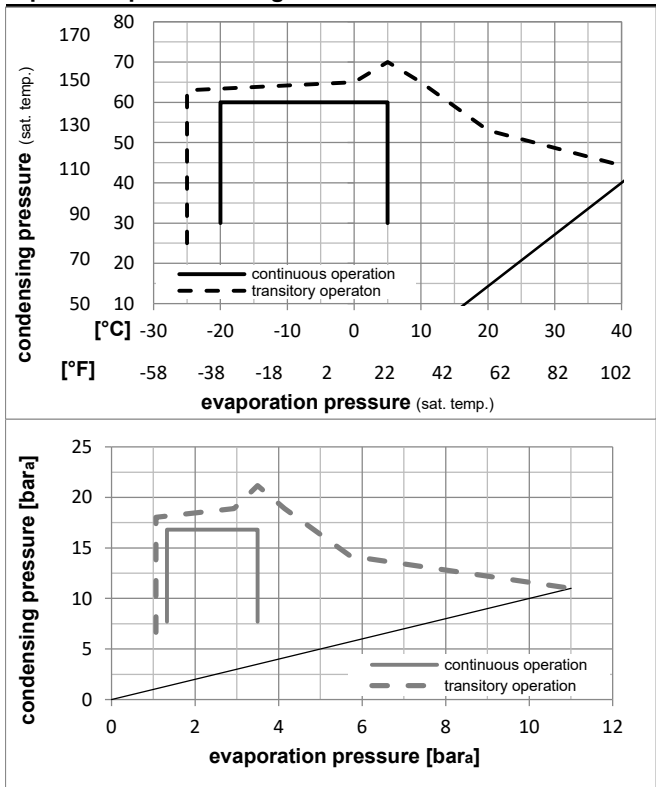 170 80
150 70
60
130
50
110
40
90
30
70
20
50 10
condensing pressure (sat. temp.)
continuous operation
transitory operaton
[°C] -30 -20 -10 0 10 20 30 40
[°F] -58 -38 -18 2 22 42 62 82 102
evaporation pressure (sat. temp.)
25
20
15
10
5
0
condensing pressure [bara]
continuous operation
transitory operation
0 2 4 6 8 10 12
evaporation pressure [bara]